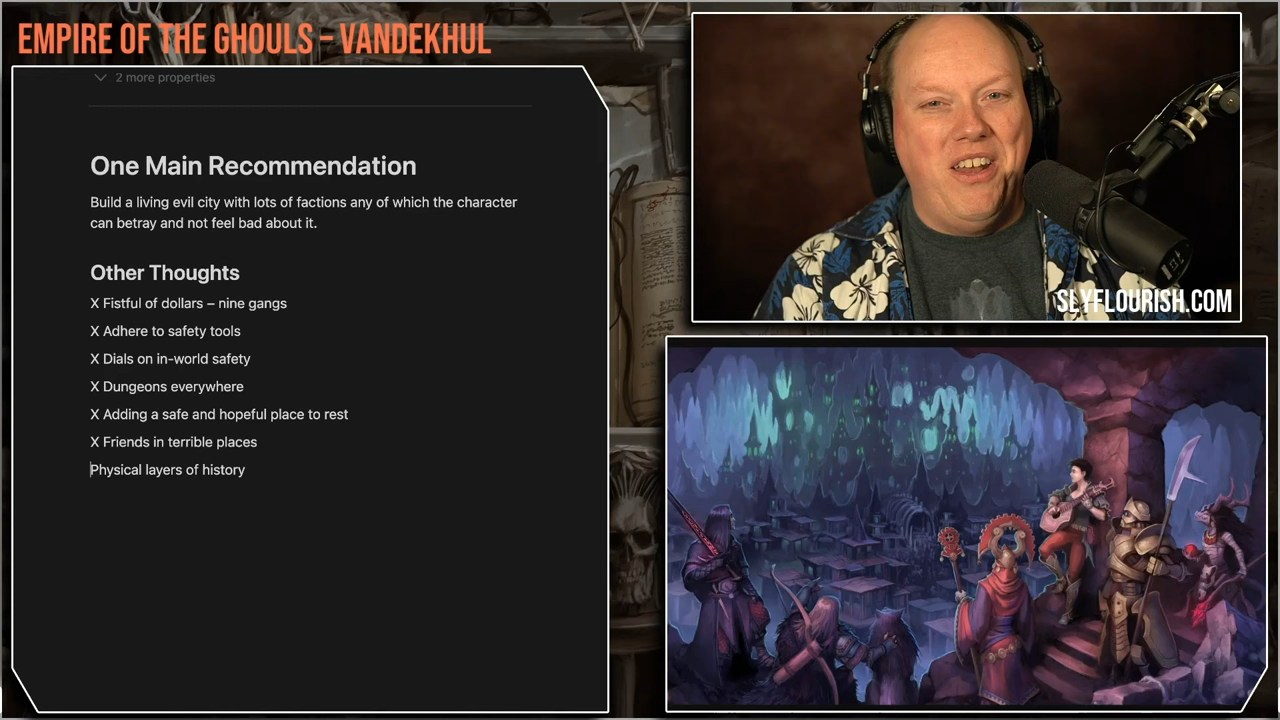 EMPIRE OF THE GHOULS – VANDEKHUL
2 more properties
One Main Recommendation
Build a living evil city with lots of factions any of which the character
can betray and not feel bad about it.
Other Thoughts
X Fistful of dollars – nine gangs
X Adhere to safety tools
X Dials on in-world safety
X Dungeons everywhere
X Adding a safe and hopeful place to rest
X Friends in terrible places
Physical layers of history
SLYFLOURISH.COM